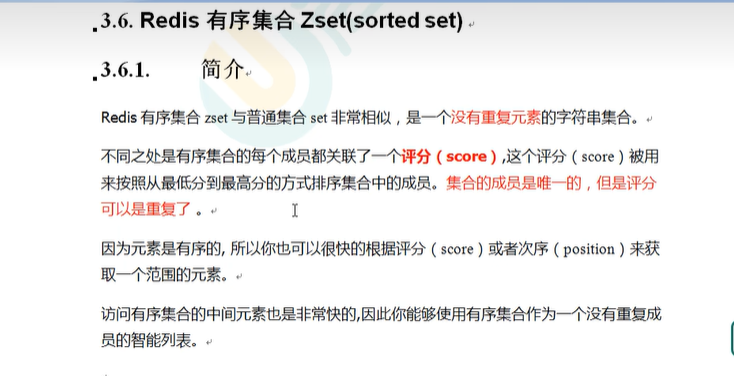 3.6. Redis 有序集合 Zset(sorted set)
3.6.1. 简介
Redis 有序集合 zset 与普通集合 set 非常相似，是一个没有重复元素的字符串集合。
不同之处是有序集合的每个成员都关联了一个评分（score）,这个评分（score）被用
来按照从最低分到最高分的方式排序集合中的成员。集合的成员是唯一的，但是评分
可以是重复了 。
因为元素是有序的, 所以你也可以很快的根据评分（score）或者次序（position）来获
取一个范围的元素。
访问有序集合的中间元素也是非常快的,因此你能够使用有序集合作为一个没有重复成
员的智能列表。